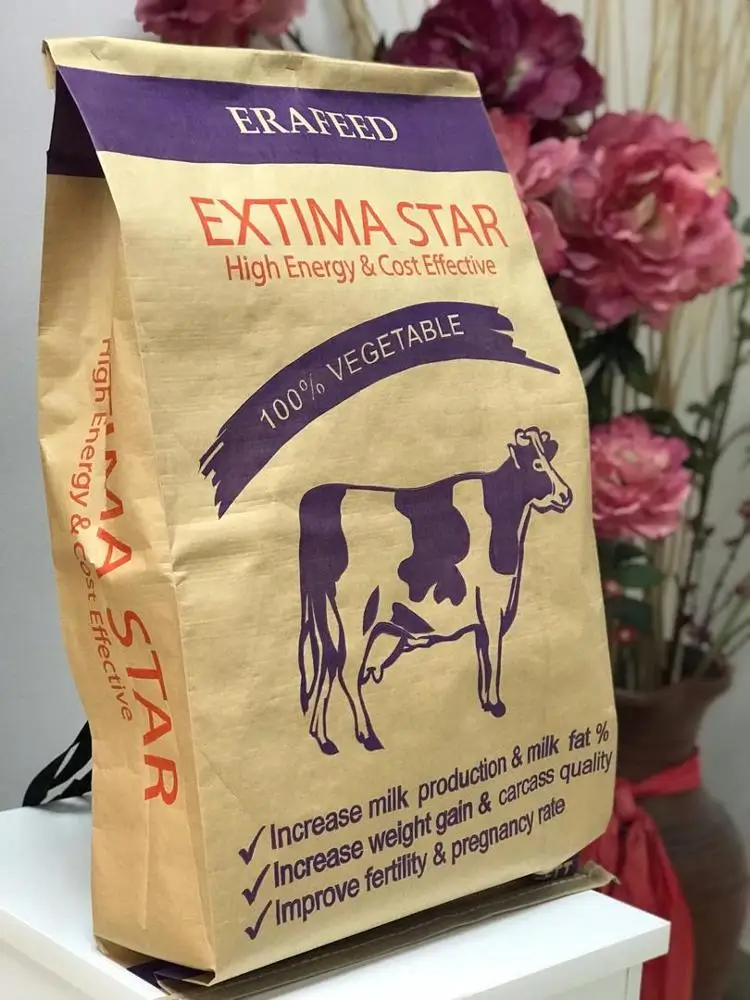 ERAFEED
EXTIMA STAR
High Energy & Cost Effective
100% VEGETABLE
✓Increase milk production & milk fat %
✓Increase weight gain & carcass quality
✓Improve fertility & pregnancy rate
STAR
High Energy & Cost Effective